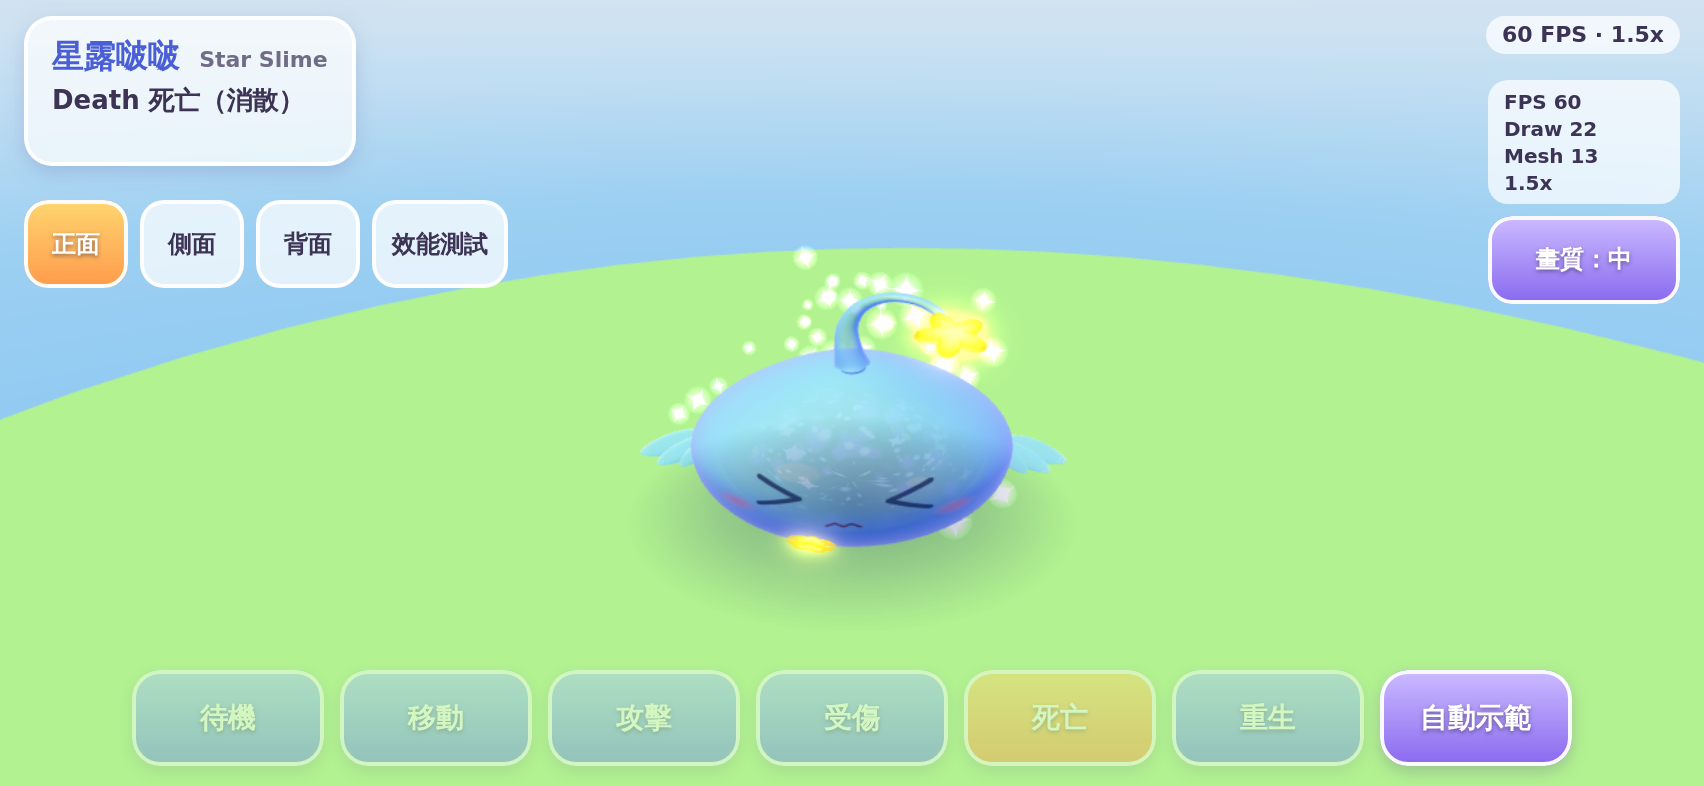 星露啵啵 Star Slime
Death 死亡（消散）
60 FPS · 1.5x
FPS 60
Draw 22
Mesh 13
1.5x
正面
側面
背面
效能測試
畫質：中
待機
移動
攻擊
受傷
死亡
重生
自動示範